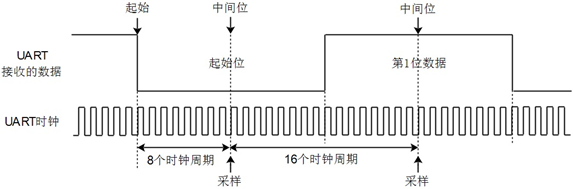 起始
中间位
中间位
UART
接收的数据
起始位
第1位数据
UART时钟
8个时钟周期
16个时钟周期
采样
采样